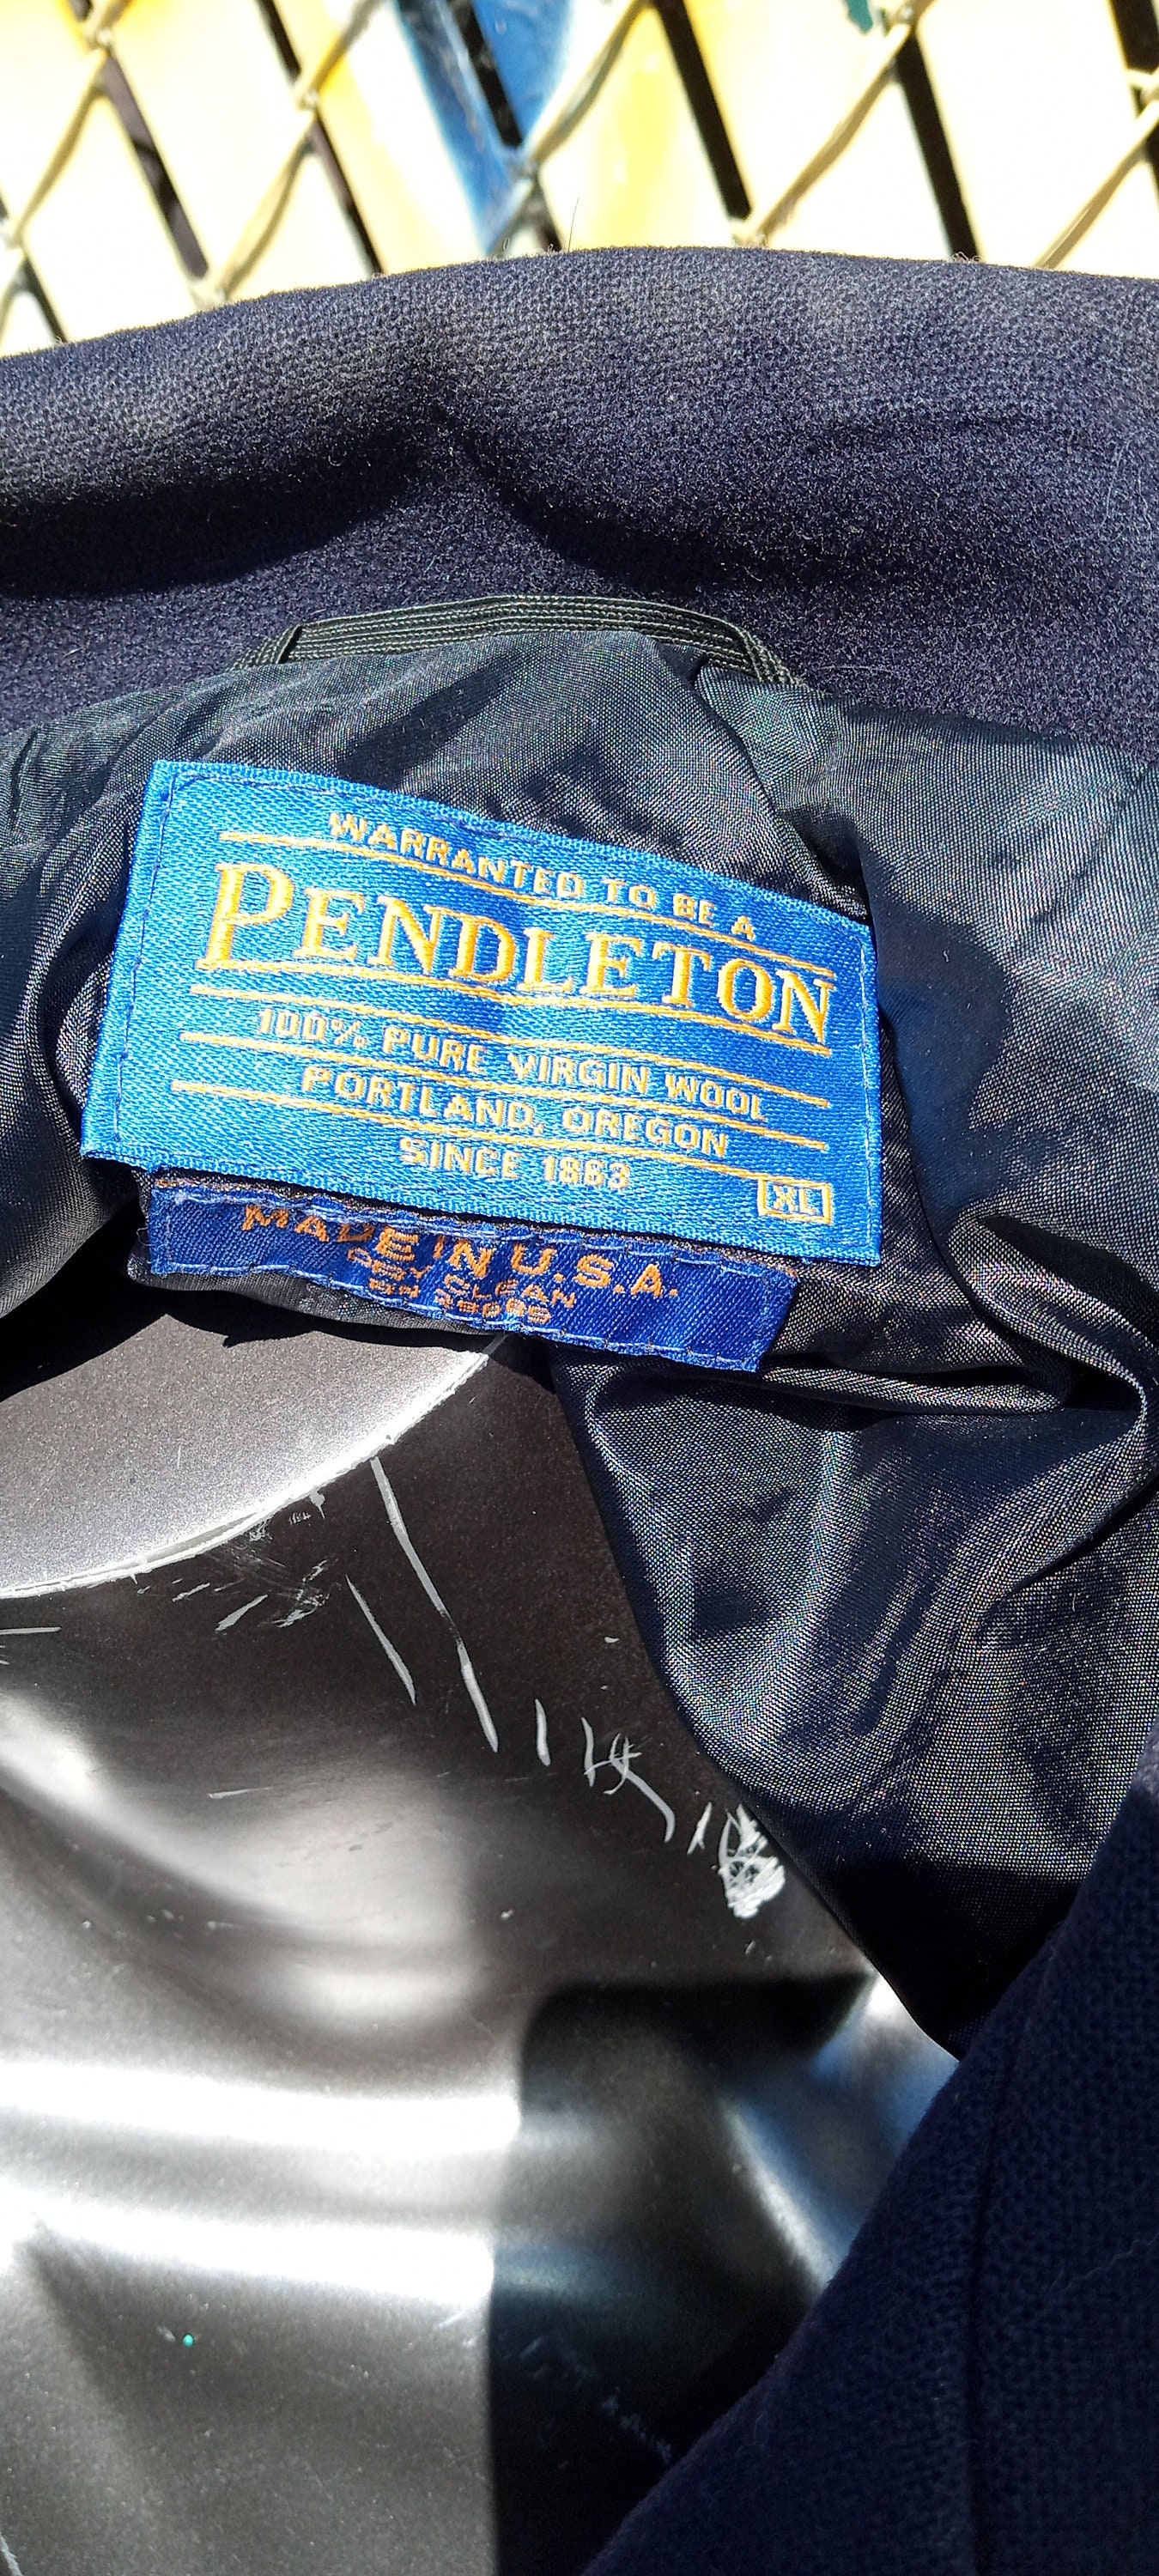 WARRANTED TO BE A
PENDLETON
100% PURE VIRGIN WOOL
PORTLAND, OREGON
SINCE 1863
XL
MADE IN U.S.A.
DRY CLEAN